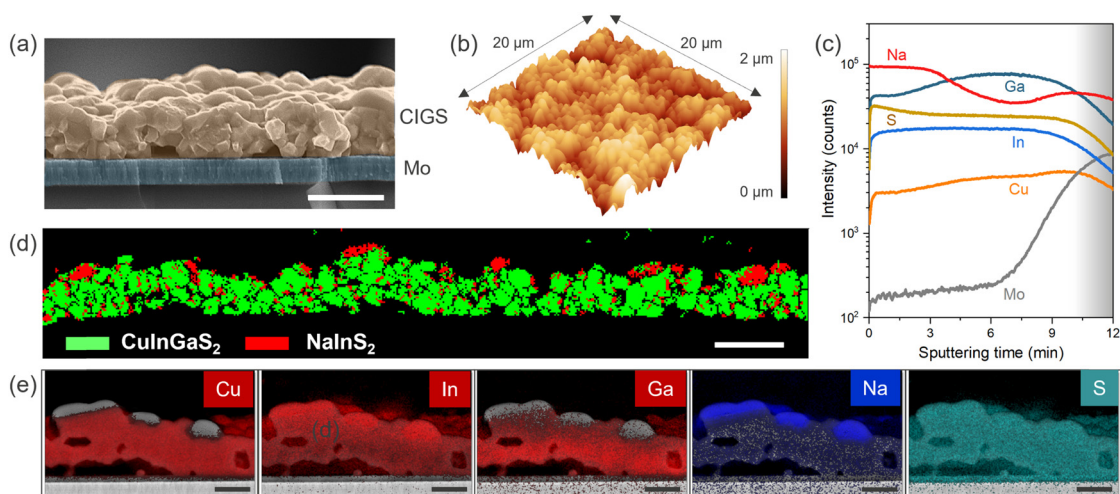 (a)
CIGS
Mo
(b)
20 µm
20 µm
2 µm
0 µm
(c)
Intensity (counts)
10⁵
10⁴
10³
10²
Na
Ga
S
In
Cu
Mo
0
3
6
9
12
Sputtering time (min)
(d)
CuInGaS₂
NaInS₂
(e)
Cu
In
(d)
Ga
Na
S